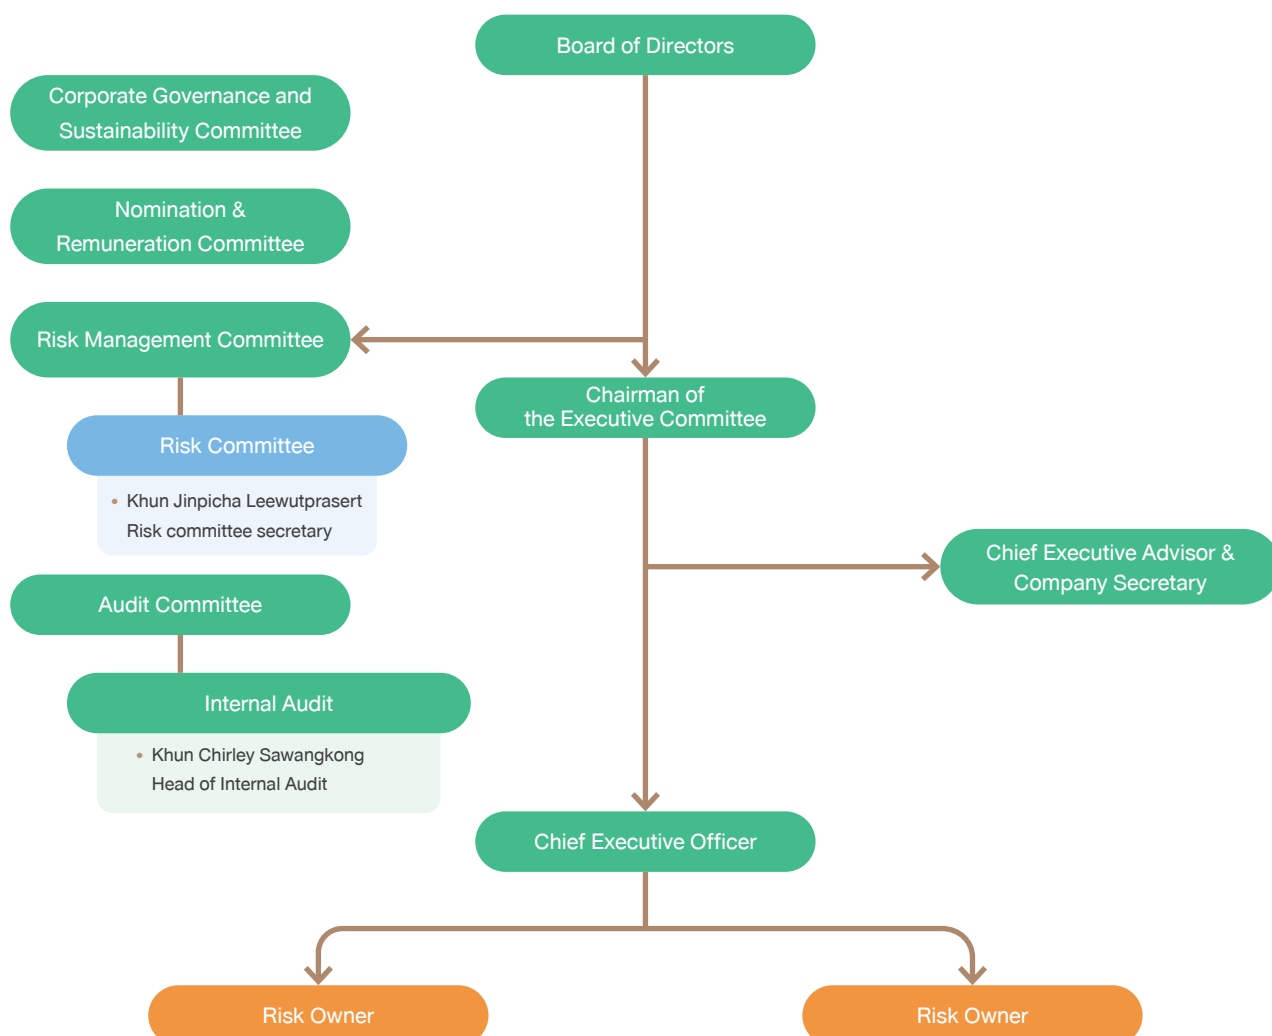 Board of Directors
Corporate Governance and
Sustainability Committee
Nomination &
Remuneration Committee
Risk Management Committee
Chairman of
the Executive Committee
Risk Committee
• Khun Jinpicha Leewutprasert
Risk committee secretary
Chief Executive Advisor &
Company Secretary
Audit Committee
Internal Audit
• Khun Chirley Sawangkong
Head of Internal Audit
Chief Executive Officer
Risk Owner
Risk Owner